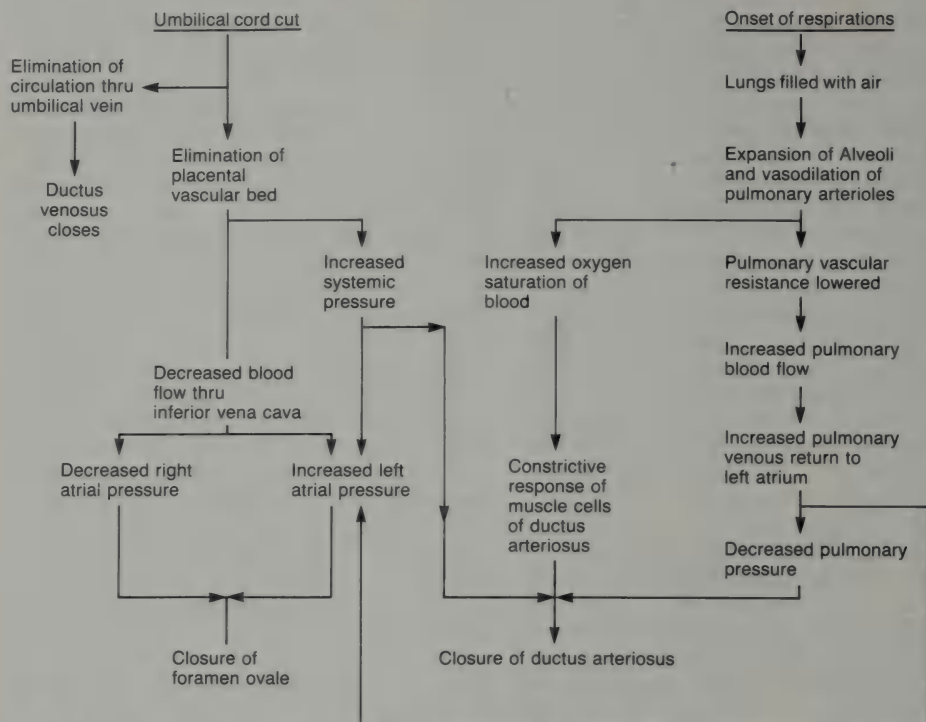 Umbilical cord cut
Elimination of
circulation thru
umbilical vein
Ductus
venosus
closes
Elimination of
placental
vascular bed
Increased
systemic
pressure
Decreased blood
flow thru
inferior vena cava
Decreased right
atrial pressure
Increased left
atrial pressure
Closure of
foramen ovale
Onset of respirations
Lungs filled with air
Expansion of Alveoli
and vasodilation of
pulmonary arterioles
Increased oxygen
saturation of
blood
Pulmonary vascular
resistance lowered
Increased pulmonary
blood flow
Increased pulmonary
venous return to
left atrium
Constrictive
response of
muscle cells
of ductus
arteriosus
Decreased pulmonary
pressure
Closure of ductus arteriosus